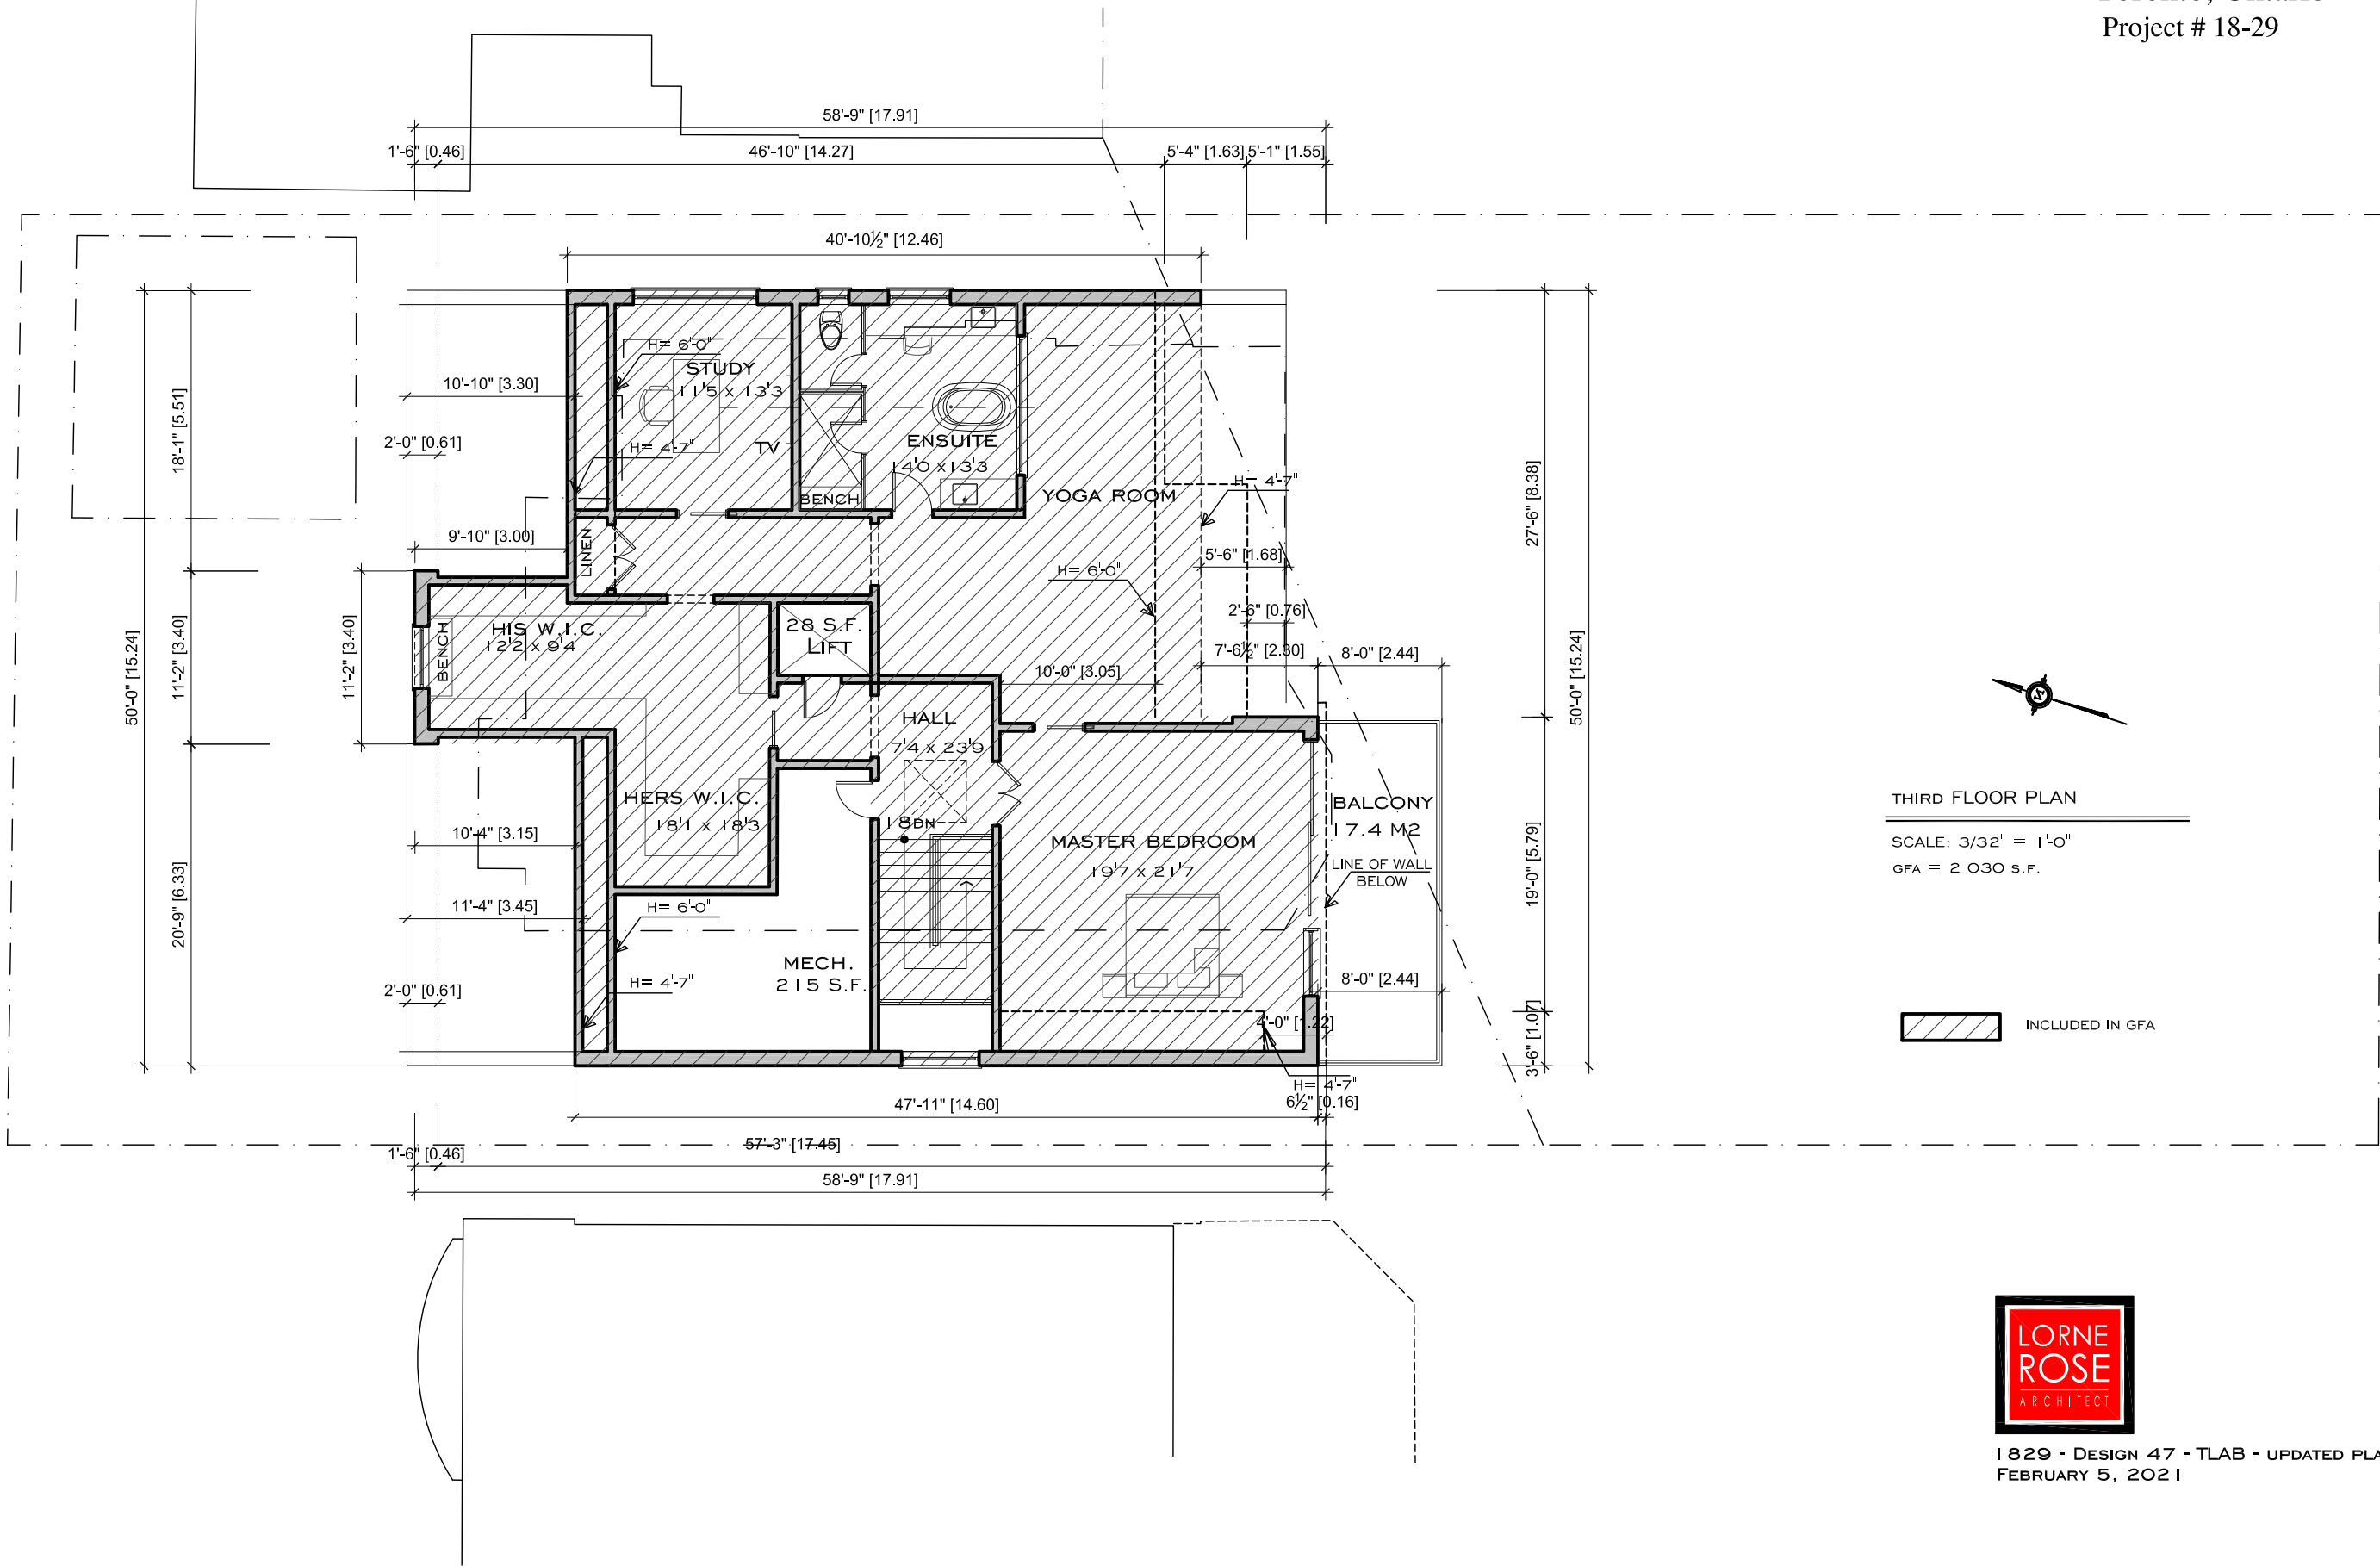 Project # 18-29
58'-9" [17.91]
1'-6" [0.46]
46'-10" [14.27]
5'-4" [1.63]
5'-1" [1.55]
40'-10½" [12.46]
H= 6'-0"
STUDY
11'5 x 13'3
10'-10" [3.30]
18'-1" [5.51]
2'-0" [0.61]
H= 4'-7"
TV
ENSUITE
14'0 x 13'3
BENCH
YOGA ROOM
H= 4'-7"
27'-6" [8.38]
9'-10" [3.00]
LINEN
5'-6" [1.68]
H= 6'-0"
2'-6" [0.76]
HIS W.I.C.
12'2 x 9'4
BENCH
28 S.F.
LIFT
50'-0" [15.24]
11'-2" [3.40]
11'-2" [3.40]
10'-0" [3.05]
7'-6½" [2.30]
8'-0" [2.44]
50'-0" [15.24]
HALL
7'4 x 23'9
HERS W.I.C.
18'1 x 18'3
18DN
BALCONY
17.4 M2
10'-4" [3.15]
MASTER BEDROOM
19'7 x 21'7
LINE OF WALL
BELOW
19'-0" [5.79]
THIRD FLOOR PLAN
SCALE: 3/32" = 1'-0"
GFA = 2 030 S.F.
11'-4" [3.45]
H= 6'-0"
20'-9" [6.33]
MECH.
215 S.F.
H= 4'-7"
2'-0" [0.61]
8'-0" [2.44]
4'-0" [1.22]
3'-6" [1.07]
INCLUDED IN GFA
H= 4'-7"
6½" [0.16]
47'-11" [14.60]
57'-3" [17.45]
1'-6" [0.46]
58'-9" [17.91]
LORNE
ROSE
ARCHITECT
1829 - DESIGN 47 - TLAB - UPDATED
FEBRUARY 5, 2021